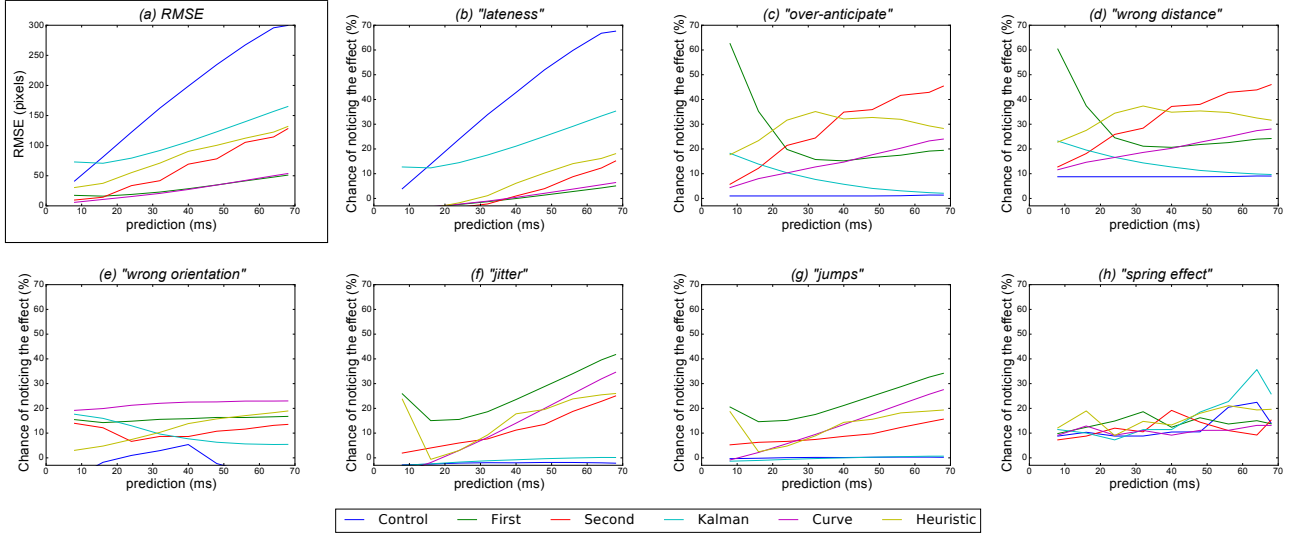 (a) RMSE
(b) "lateness"
(c) "over-anticipate"
(d) "wrong distance"
RMSE (pixels)
300
250
200
150
100
50
0
0 10 20 30 40 50 60 70
prediction (ms)
Chance of noticing the effect (%)
70
60
50
40
30
20
10
0
0 10 20 30 40 50 60 70
prediction (ms)
Chance of noticing the effect (%)
70
60
50
40
30
20
10
0
0 10 20 30 40 50 60 70
prediction (ms)
Chance of noticing the effect (%)
70
60
50
40
30
20
10
0
0 10 20 30 40 50 60 70
prediction (ms)
(e) "wrong orientation"
(f) "jitter"
(g) "jumps"
(h) "spring effect"
Chance of noticing the effect (%)
70
60
50
40
30
20
10
0
0 10 20 30 40 50 60 70
prediction (ms)
Chance of noticing the effect (%)
70
60
50
40
30
20
10
0
0 10 20 30 40 50 60 70
prediction (ms)
Chance of noticing the effect (%)
70
60
50
40
30
20
10
0
0 10 20 30 40 50 60 70
prediction (ms)
Chance of noticing the effect (%)
70
60
50
40
30
20
10
0
0 10 20 30 40 50 60 70
prediction (ms)
Control First Second Kalman Curve Heuristic